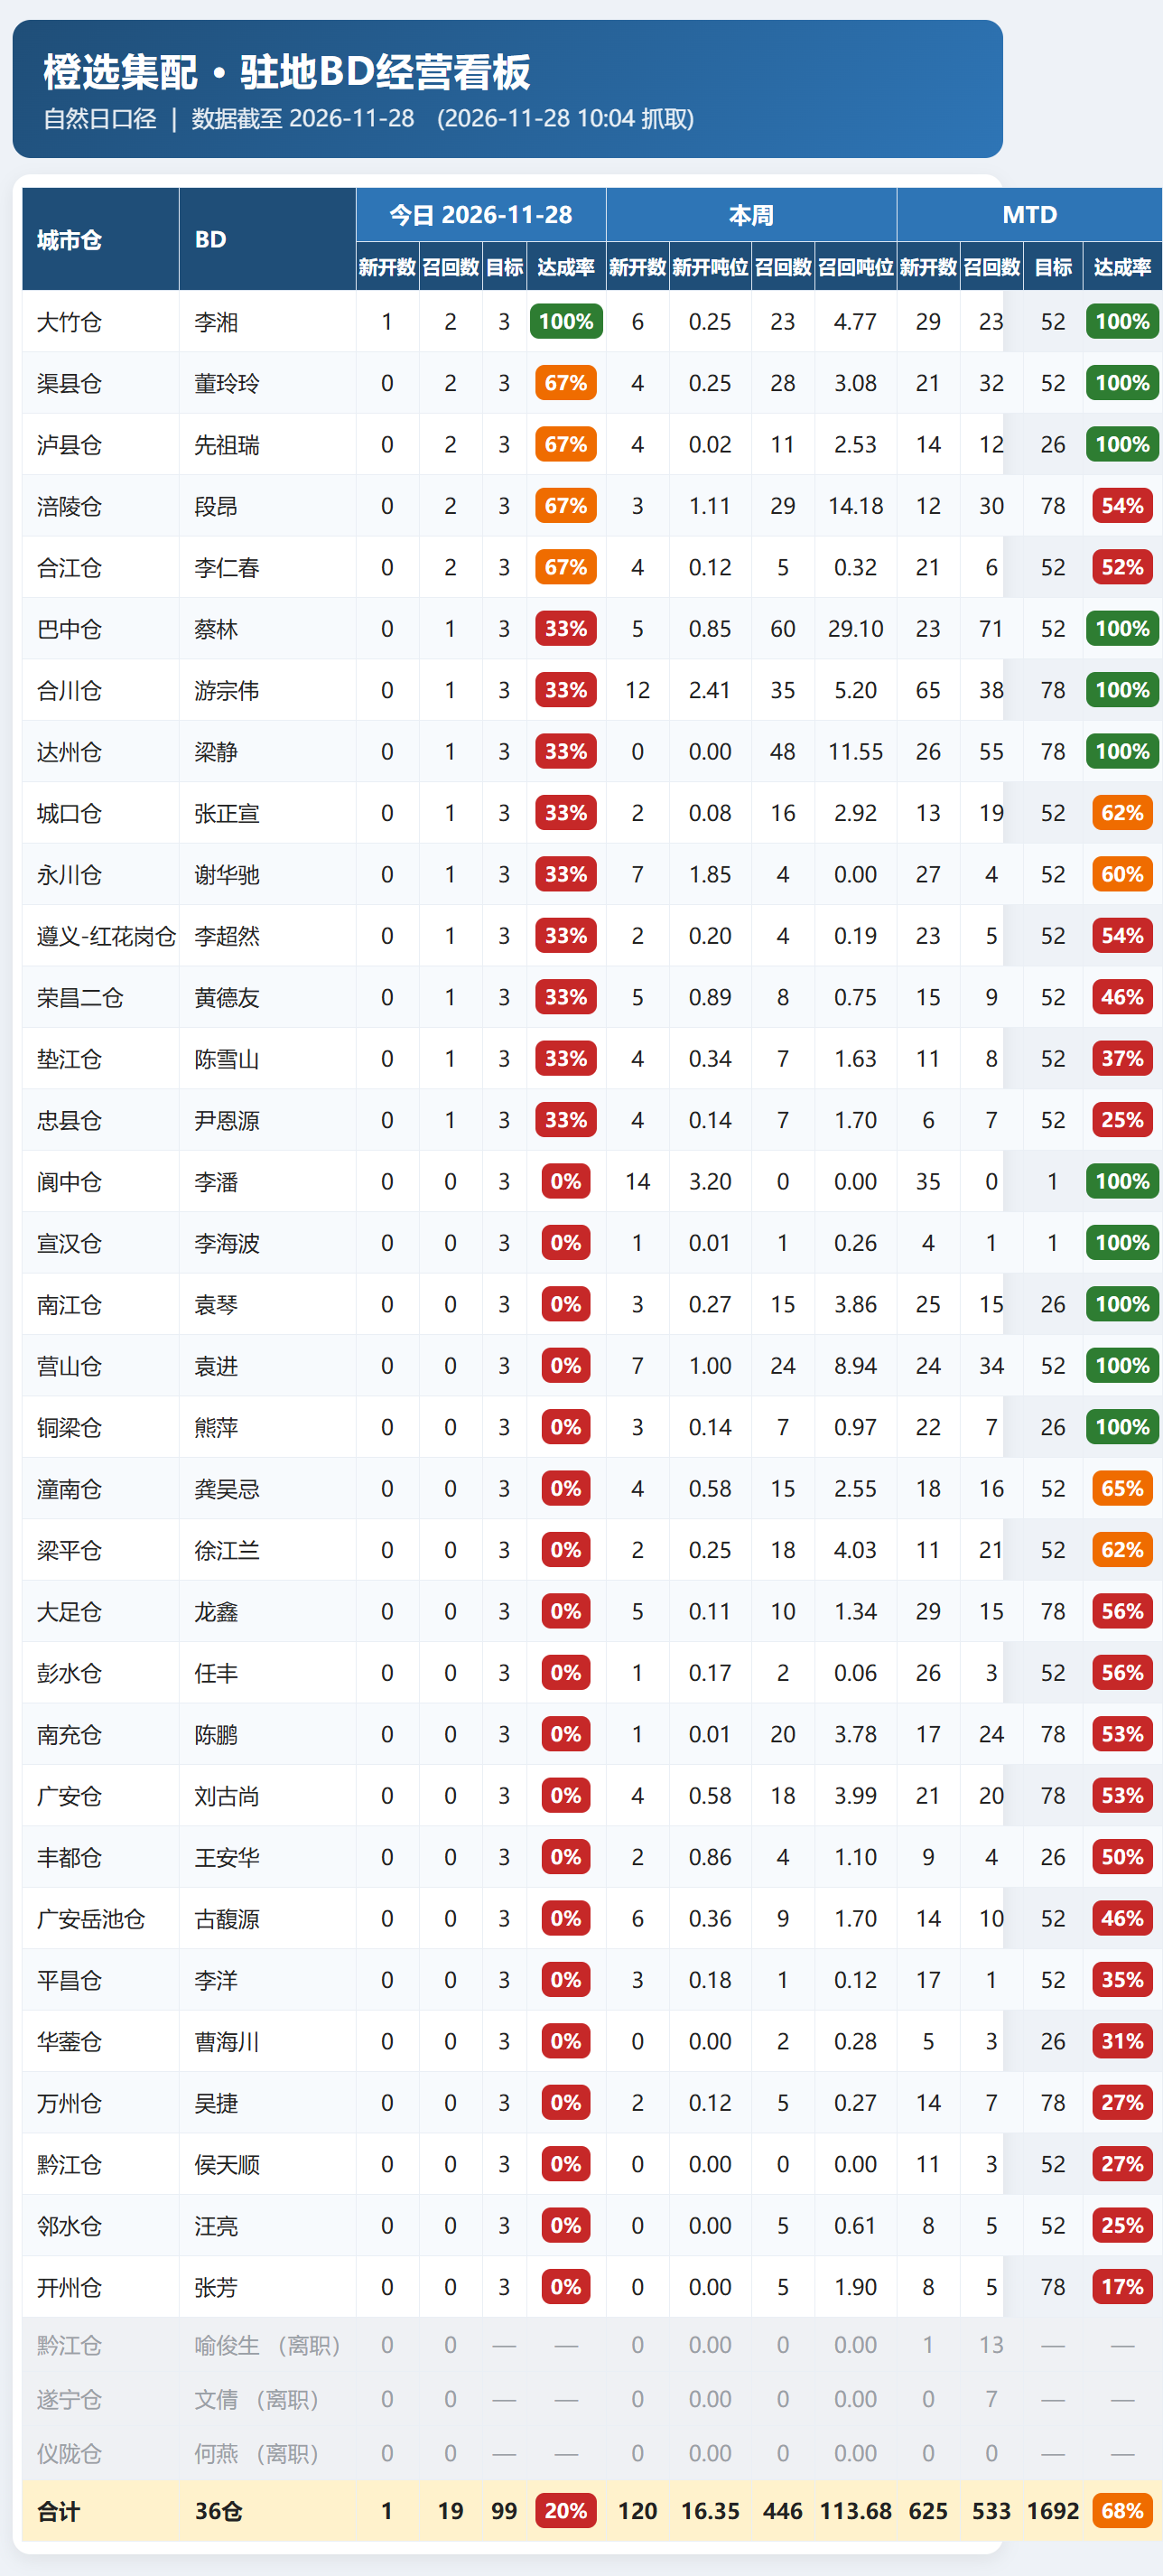 橙选集配 • 驻地BD经营看板
自然日口径 | 数据截至 2026-11-28 (2026-11-28 10:04 抓取)
城市仓 BD 今日 2026-11-28 本周 MTD
新开数 召回数 目标 达成率 新开数 新开吨位 召回数 召回吨位 新开数 召回数 目标 达成率
大竹仓 李湘 1 2 3 100% 6 0.25 23 4.77 29 23 52 100%
渠县仓 董玲玲 0 2 3 67% 4 0.25 28 3.08 21 32 52 100%
泸县仓 先祖瑞 0 2 3 67% 4 0.02 11 2.53 14 12 26 100%
涪陵仓 段昂 0 2 3 67% 3 1.11 29 14.18 12 30 78 54%
合江仓 李仁春 0 2 3 67% 4 0.12 5 0.32 21 6 52 52%
巴中仓 蔡林 0 1 3 33% 5 0.85 60 29.10 23 71 52 100%
合川仓 游宗伟 0 1 3 33% 12 2.41 35 5.20 65 38 78 100%
达州仓 梁静 0 1 3 33% 0 0.00 48 11.55 26 55 78 100%
城口仓 张正宣 0 1 3 33% 2 0.08 16 2.92 13 19 52 62%
永川仓 谢华驰 0 1 3 33% 7 1.85 4 0.00 27 4 52 60%
遵义-红花岗仓 李超然 0 1 3 33% 2 0.20 4 0.19 23 5 52 54%
荣昌二仓 黄德友 0 1 3 33% 5 0.89 8 0.75 15 9 52 46%
垫江仓 陈雪山 0 1 3 33% 4 0.34 7 1.63 11 8 52 37%
忠县仓 尹恩源 0 1 3 33% 4 0.14 7 1.70 6 7 52 25%
阆中仓 李潘 0 0 3 0% 14 3.20 0 0.00 35 0 1 100%
宣汉仓 李海波 0 0 3 0% 1 0.01 1 0.26 4 1 1 100%
南江仓 袁琴 0 0 3 0% 3 0.27 15 3.86 25 15 26 100%
营山仓 袁进 0 0 3 0% 7 1.00 24 8.94 24 34 52 100%
铜梁仓 熊萍 0 0 3 0% 3 0.14 7 0.97 22 7 26 100%
潼南仓 龚吴忌 0 0 3 0% 4 0.58 15 2.55 18 16 52 65%
梁平仓 徐江兰 0 0 3 0% 2 0.25 18 4.03 11 21 52 62%
大足仓 龙鑫 0 0 3 0% 5 0.11 10 1.34 29 15 78 56%
彭水仓 任丰 0 0 3 0% 1 0.17 2 0.06 26 3 52 56%
南充仓 陈鹏 0 0 3 0% 1 0.01 20 3.78 17 24 78 53%
广安仓 刘古尚 0 0 3 0% 4 0.58 18 3.99 21 20 78 53%
丰都仓 王安华 0 0 3 0% 2 0.86 4 1.10 9 4 26 50%
广安岳池仓 古馥源 0 0 3 0% 6 0.36 9 1.70 14 10 52 46%
平昌仓 李洋 0 0 3 0% 3 0.18 1 0.12 17 1 52 35%
华蓥仓 曹海川 0 0 3 0% 0 0.00 2 0.28 5 3 26 31%
万州仓 吴捷 0 0 3 0% 2 0.12 5 0.27 14 7 78 27%
黔江仓 侯天顺 0 0 3 0% 0 0.00 0 0.00 11 3 52 27%
邻水仓 汪亮 0 0 3 0% 0 0.00 5 0.61 8 5 52 25%
开州仓 张芳 0 0 3 0% 0 0.00 5 1.90 8 5 78 17%
黔江仓 喻俊生 （离职） 0 0 — — 0 0.00 0 0.00 1 13 — —
遂宁仓 文倩 （离职） 0 0 — — 0 0.00 0 0.00 0 7 — —
仪陇仓 何燕 （离职） 0 0 — — 0 0.00 0 0.00 0 0 — —
合计 36仓 1 19 99 20% 120 16.35 446 113.68 625 533 1692 68%